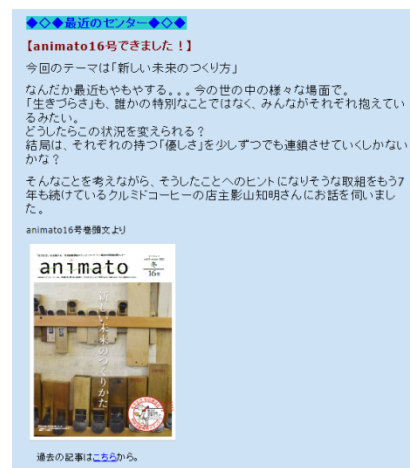 ◆◇◆最近のセンター◆◇◆
【animato16号できました！】
今回のテーマは「新しい未来のつくり方」
なんだか最近もやもやする。。。今の世の中の様々な場面で。
「生きづらさ」も、誰かの特別なことではなく、みんながそれぞれ抱えてい
るみたい。
どうしたらこの状況を変えられる？
結局は、それぞれの持つ「優しさ」を少しずつでも連鎖させていくしかない
かな？
そんなことを考えながら、そうしたことへのヒントになりそうな取組をもう7
年も続けているクルミドコーヒーの店主影山知明さんにお話を伺いまし
た。
animato16号巻頭文より
animato
冬
16号
新しい未来のつくりかた
過去の記事はこちらから。